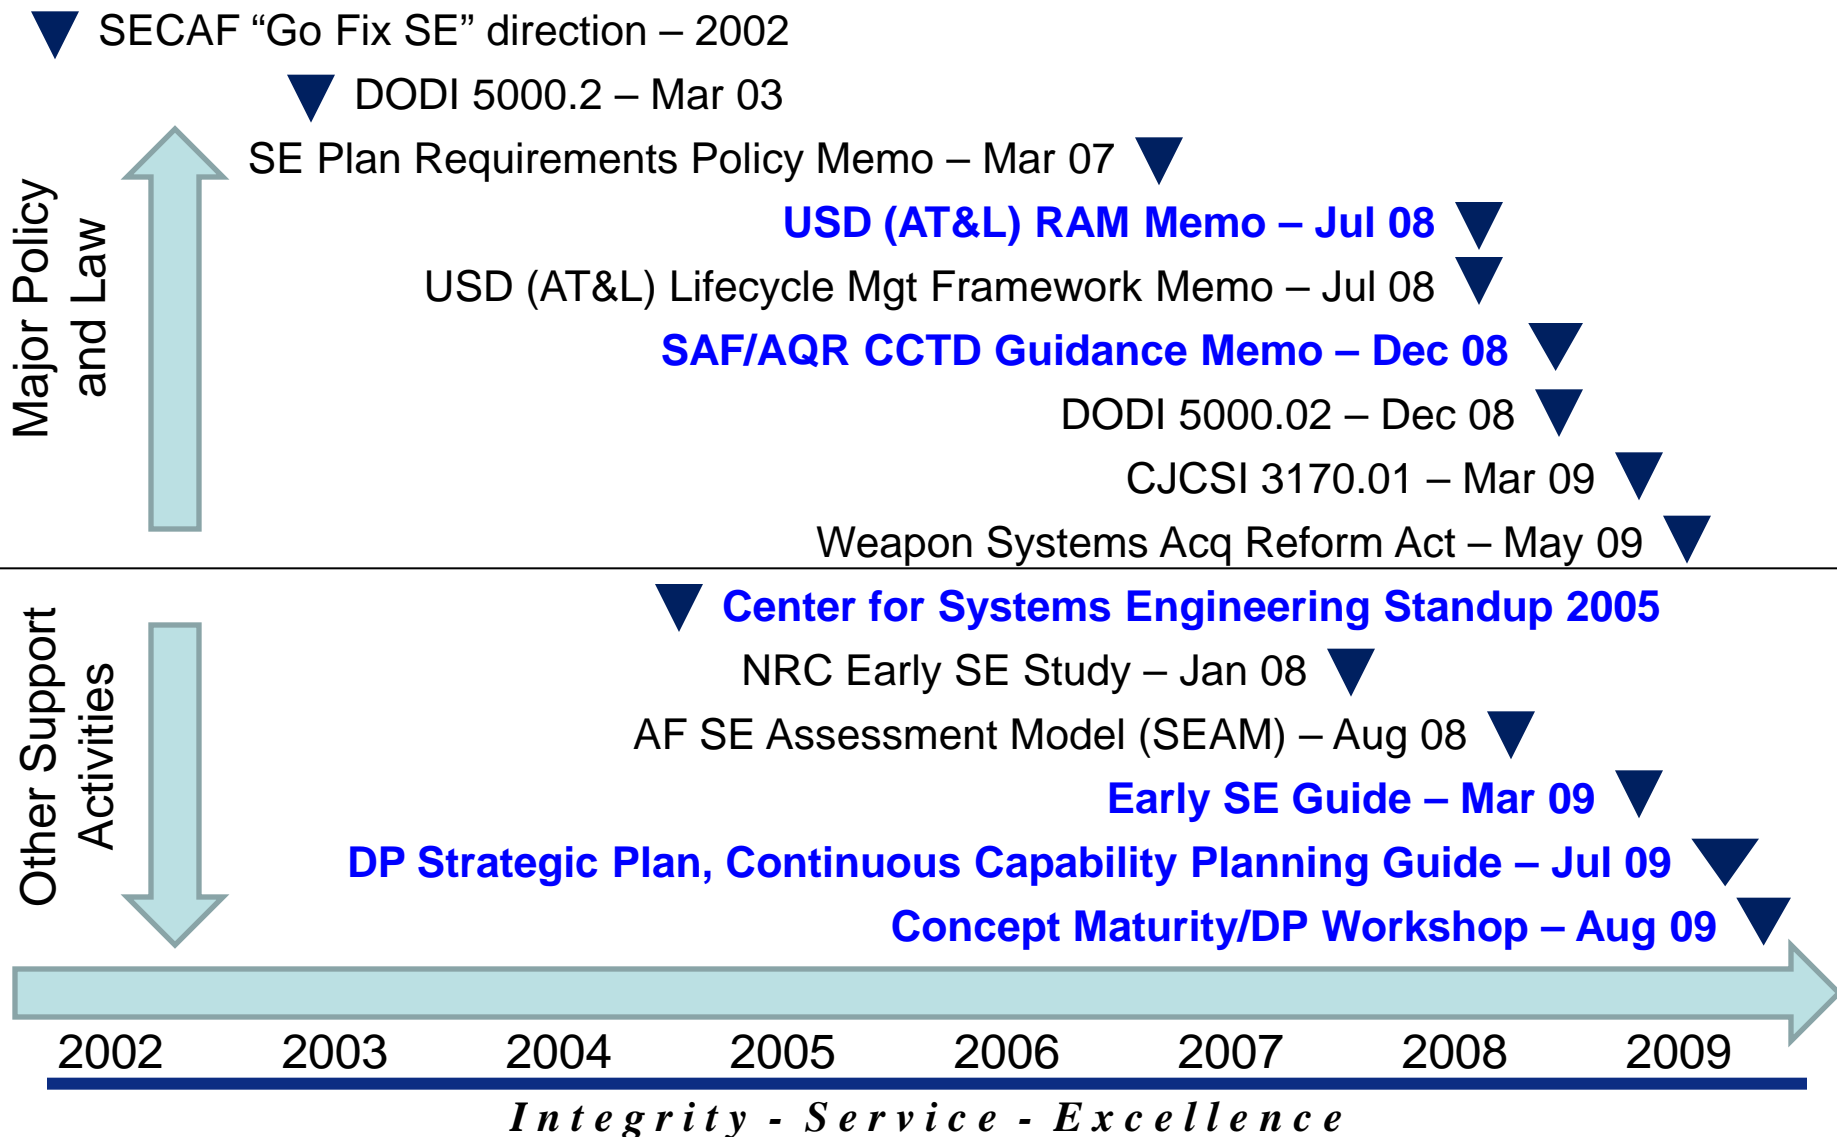 SECAF “Go Fix SE” direction – 2002
DODI 5000.2 – Mar 03
SE Plan Requirements Policy Memo – Mar 07
USD (AT&L) RAM Memo – Jul 08
USD (AT&L) Lifecycle Mgt Framework Memo – Jul 08
SAF/AQR CCTD Guidance Memo – Dec 08
DODI 5000.02 – Dec 08
CJCSI 3170.01 – Mar 09
Weapon Systems Acq Reform Act – May 09
Major Policy
and Law
Center for Systems Engineering Standup 2005
NRC Early SE Study – Jan 08
AF SE Assessment Model (SEAM) – Aug 08
Early SE Guide – Mar 09
DP Strategic Plan, Continuous Capability Planning Guide – Jul 09
Concept Maturity/DP Workshop – Aug 09
Other Support
Activities
2002 2003 2004 2005 2006 2007 2008 2009
Integrity - Service - Excellence